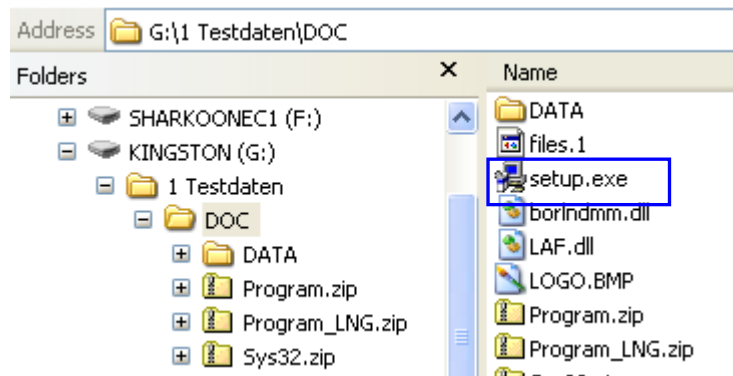 Address G:\1 Testdaten\DOC
Folders
SHARKOONEC1 (F:)
KINGSTON (G:)
1 Testdaten
DOC
DATA
Program.zip
Program_LNG.zip
Sys32.zip
Name
DATA
files.1
setup.exe
borlndmm.dll
LAF.dll
LOGO.BMP
Program.zip
Program_LNG.zip